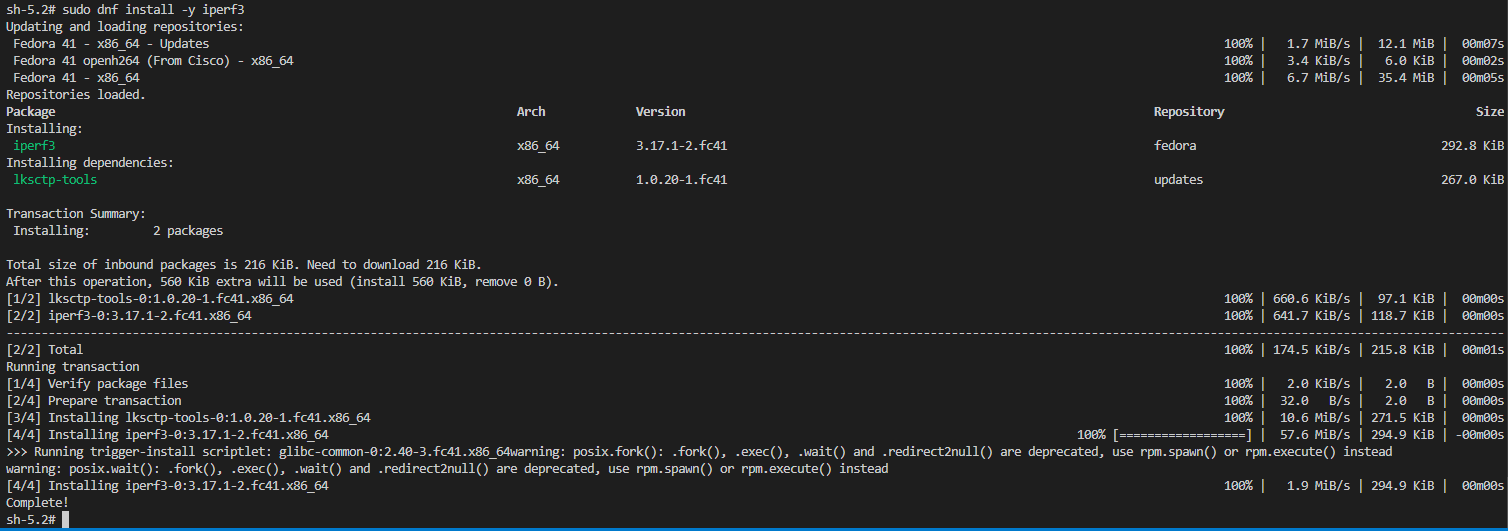 sh-5.2# sudo dnf install -y iperf3
Updating and loading repositories:
Fedora 41 - x86_64 - Updates 100% | 1.7 MiB/s | 12.1 MiB | 00m07s
Fedora 41 openh264 (From Cisco) - x86_64 100% | 3.4 KiB/s | 6.0 KiB | 00m02s
Fedora 41 - x86_64 100% | 6.7 MiB/s | 35.4 MiB | 00m05s
Repositories loaded.
Package Arch Version Repository Size
Installing:
iperf3 x86_64 3.17.1-2.fc41 fedora 292.8 KiB
Installing dependencies:
lksctp-tools x86_64 1.0.20-1.fc41 updates 267.0 KiB
Transaction Summary:
Installing: 2 packages
Total size of inbound packages is 216 KiB. Need to download 216 KiB.
After this operation, 560 KiB extra will be used (install 560 KiB, remove 0 B).
[1/2] lksctp-tools-0:1.0.20-1.fc41.x86_64 100% | 660.6 KiB/s | 97.1 KiB | 00m00s
[2/2] iperf3-0:3.17.1-2.fc41.x86_64 100% | 641.7 KiB/s | 118.7 KiB | 00m00s
--------------------------------------------------------------------------------
[2/2] Total 100% | 174.5 KiB/s | 215.8 KiB | 00m01s
Running transaction
[1/4] Verify package files 100% | 2.0 KiB/s | 2.0 B | 00m00s
[2/4] Prepare transaction 100% | 32.0 B/s | 2.0 B | 00m00s
[3/4] Installing lksctp-tools-0:1.0.20-1.fc41.x86_64 100% | 10.6 MiB/s | 271.5 KiB | 00m00s
[4/4] Installing iperf3-0:3.17.1-2.fc41.x86_64 100% [==================] | 57.6 MiB/s | 294.9 KiB | -00m00s
>>> Running trigger-install scriptlet: glibc-common-0:2.40-3.fc41.x86_64warning: posix.fork(): .fork(), .exec(), .wait() and .redirect2null() are deprecated, use rpm.spawn() or rpm.execute() instead
warning: posix.wait(): .fork(), .exec(), .wait() and .redirect2null() are deprecated, use rpm.spawn() or rpm.execute() instead
[4/4] Installing iperf3-0:3.17.1-2.fc41.x86_64 100% | 1.9 MiB/s | 294.9 KiB | 00m00s
Complete!
sh-5.2#